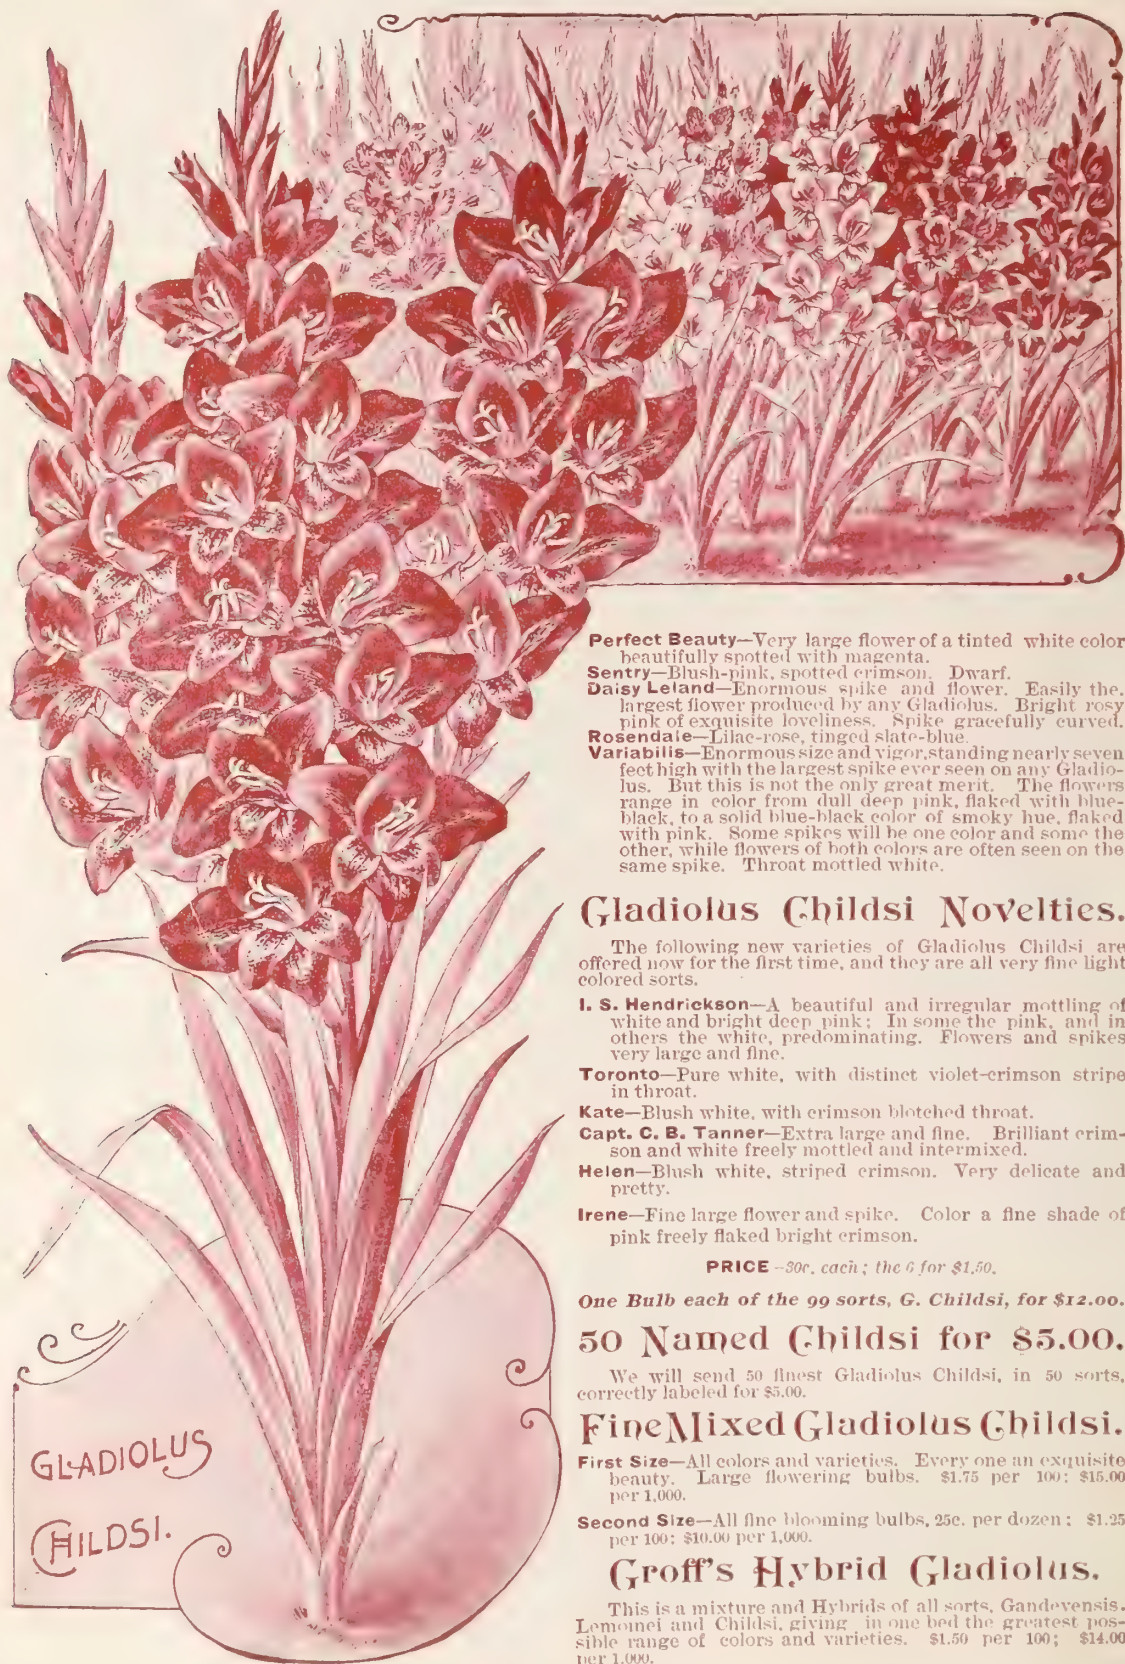 Perfect Beauty—Very large flower of a tinted white color
beautifully spotted with magenta.
Sentry—Blush-pink, spotted crimson. Dwarf.
Daisy Leland—Enormous spike and flower. Easily the
largest flower produced by any Gladiolus. Bright rosy
pink of exquisite loveliness. Spike gracefully curved.
Rosendale—Lilac-rose, tinged slate-blue.
Variabilis—Enormous size and vigor, standing nearly seven
feet high with the largest spike ever seen on any Gladio-
lus. But this is not the only great merit. The flowers
range in color from dull deep pink, flaked with blue-
black, to a solid blue-black color of smoky hue, flaked
with pink. Some spikes will be one color and some the
other, while flowers of both colors are often seen on the
same spike. Throat mottled white.
Gladiolus Childsi Novelties.
The following new varieties of Gladiolus Childsi are
offered now for the first time, and they are all very fine light
colored sorts.
I. S. Hendrickson—A beautiful and irregular mottling of
white and bright deep pink; In some the pink, and in
others the white, predominating. Flowers and spikes
very large and fine.
Toronto—Pure white, with distinct violet-crimson stripe
in throat.
Kate—Blush white, with crimson blotched throat.
Capt. C. B. Tanner—Extra large and fine. Brilliant crim-
son and white freely mottled and intermixed.
Helen—Blush white, striped crimson. Very delicate and
pretty.
Irene—Fine large flower and spike. Color a fine shade of
pink freely flaked bright crimson.
PRICE—30c. each; the 6 for $1.50.
One Bulb each of the 99 sorts, G. Childsi, for $12.00.
50 Named Childsi for $5.00.
We will send 50 finest Gladiolus Childsi, in 50 sorts,
correctly labeled for $5.00.
Fine Mixed Gladiolus Childsi.
First Size—All colors and varieties. Every one an exquisite
beauty. Large flowering bulbs. $1.75 per 100; $15.00
per 1,000.
Second Size—All fine blooming bulbs, 25c. per dozen; $1.25
per 100; $10.00 per 1,000.
Groff's Hybrid Gladiolus.
This is a mixture and Hybrids of all sorts, Gandevensis,
Lemoinei and Childsi, giving in one bed the greatest pos-
sible range of colors and varieties. $1.50 per 100; $14.00
per 1,000.
GLADIOLUS
CHILDSI.